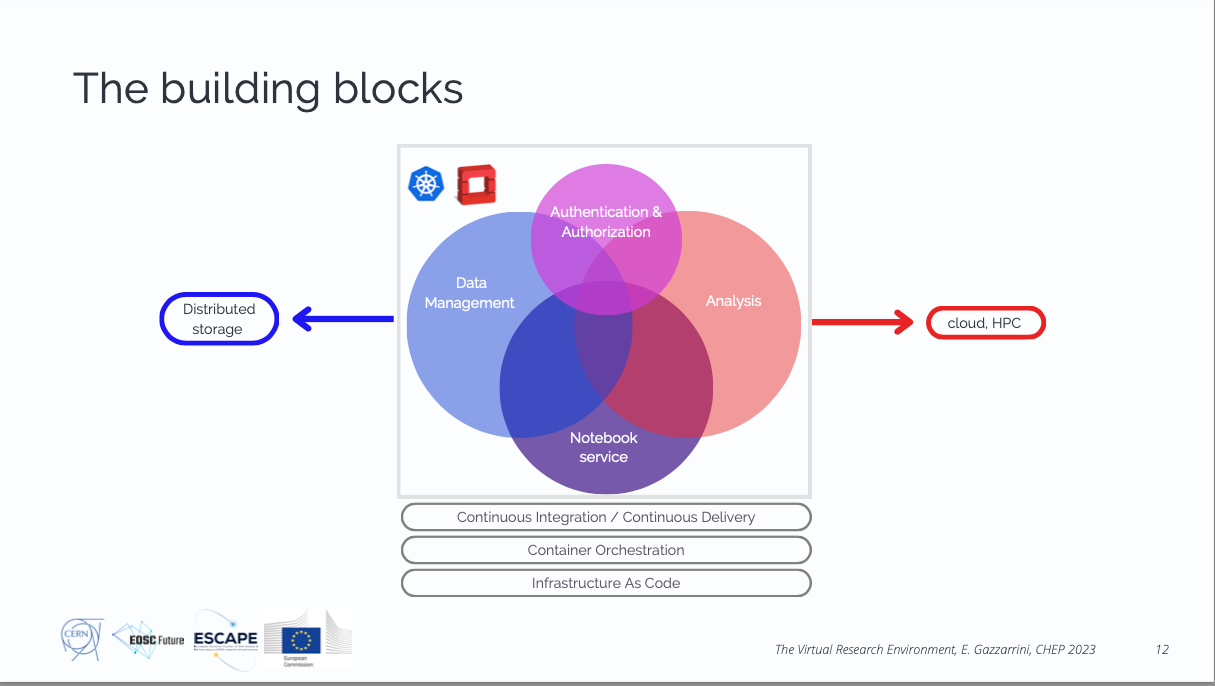 The building blocks
Authentication &
Authorization
Data
Management
Analysis
Distributed
storage
cloud, HPC
Notebook
service
Continuous Integration / Continuous Delivery
Container Orchestration
Infrastructure As Code
CERN
EOSC Future
ESCAPE
European
Commission
The Virtual Research Environment, E. Gazzarrini, CHEP 2023
12